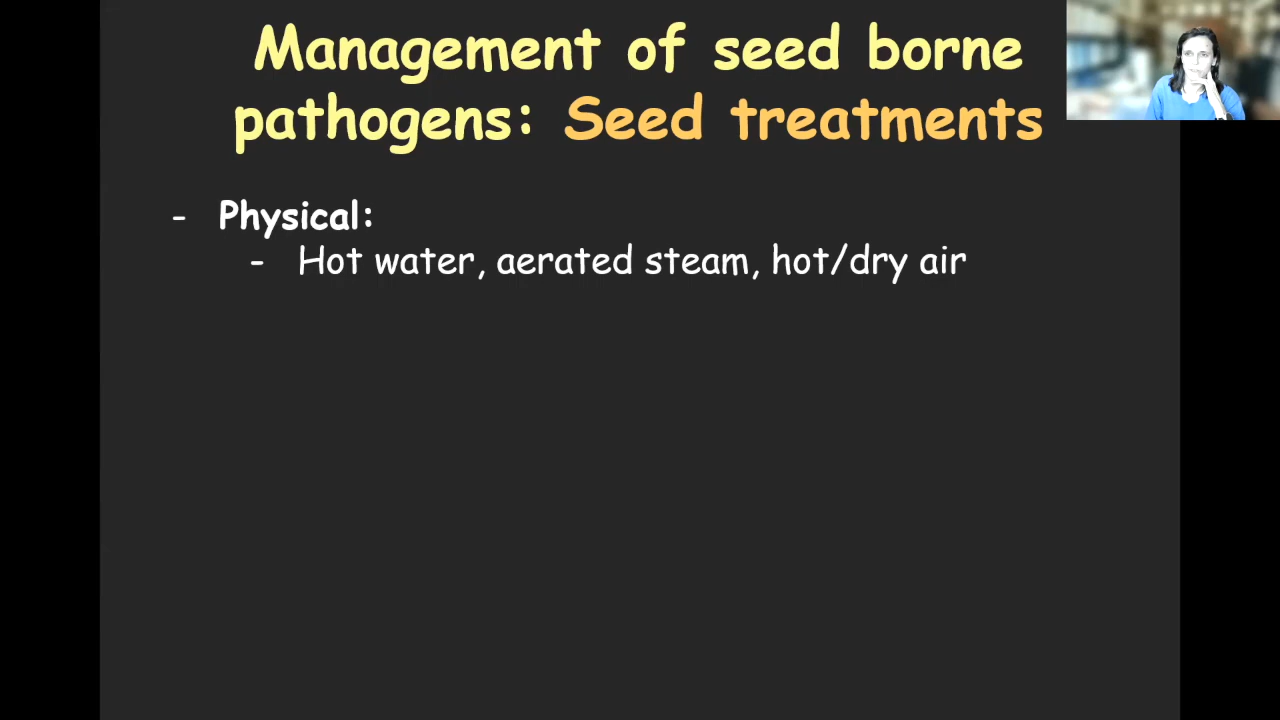 Management of seed borne
pathogens: Seed treatments
- Physical:
- Hot water, aerated steam, hot/dry air